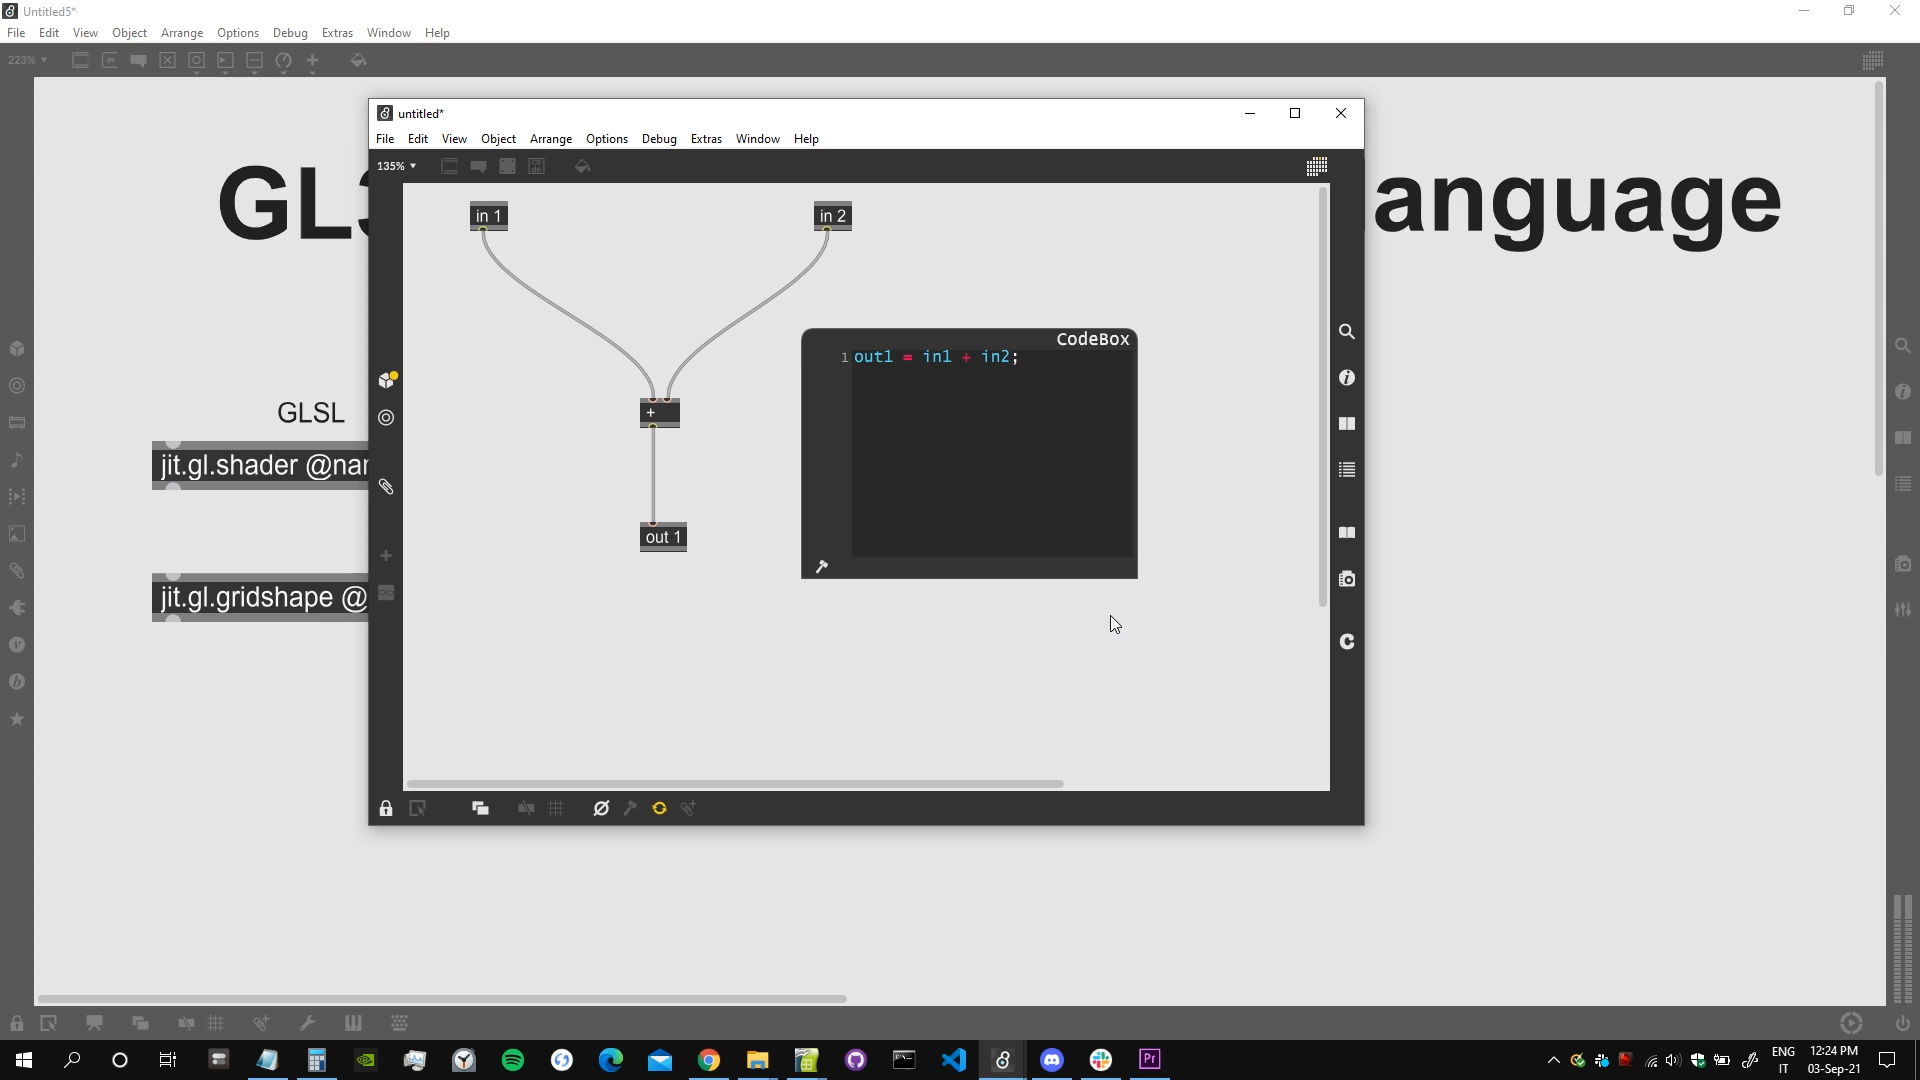 Untitled5*
File Edit View Object Arrange Options Debug Extras Window Help
223%
untitled*
File Edit View Object Arrange Options Debug Extras Window Help
135%
GLS
anguage
in 1
in 2
CodeBox
1 out1 = in1 + in2;
GLSL
+
jit.gl.shader @nar
out 1
jit.gl.gridshape @
ENG
IT
12:24 PM
03-Sep-21
Pr